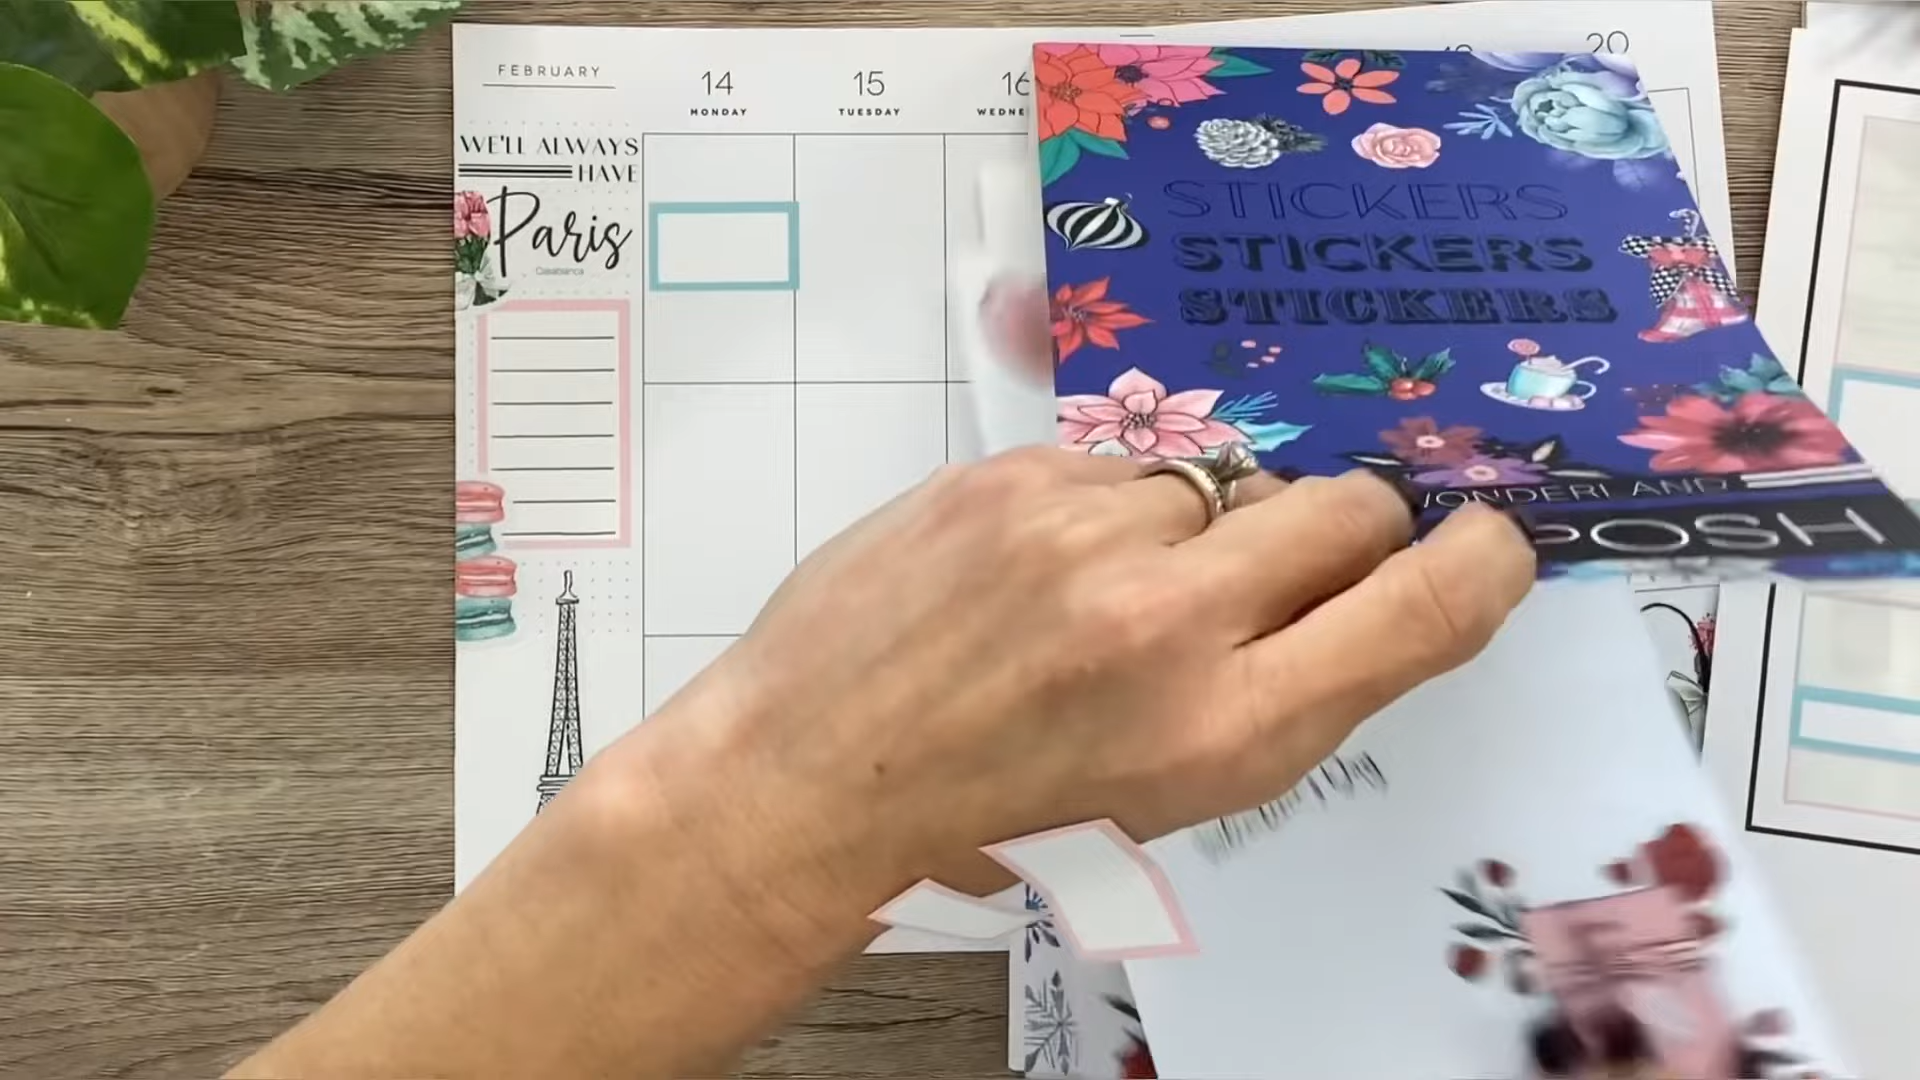 FEBRUARY
14
MONDAY
15
TUESDAY
16
20
WE'LL ALWAYS
HAVE
Paris
Casablanca
STICKERS
STICKERS
STICKERS
WONDERLAND
POSH